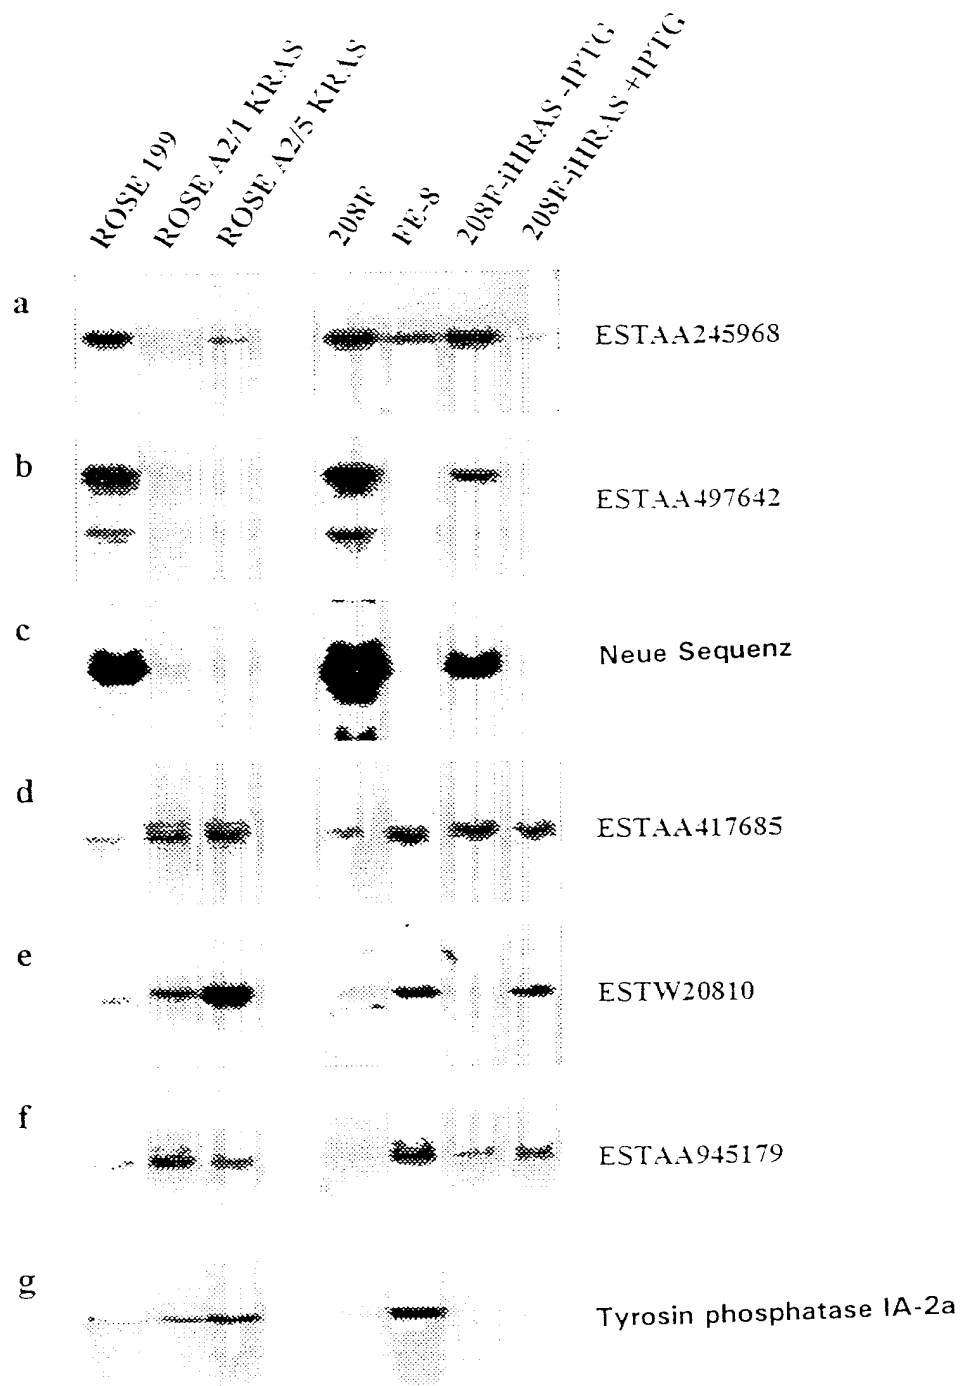 ROSE 199
ROSE A2/1 KRAS
ROSE A2/5 KRAS
208F
FE-8
208F-iHRAS -IPTG
208F-iHRAS +IPTG
a
ESTAA245968
b
ESTAA497642
c
Neue Sequenz
d
ESTAA417685
e
ESTW20810
f
ESTAA945179
g
Tyrosin phosphatase IA-2a